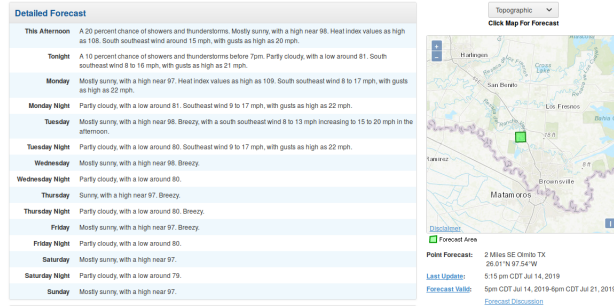 Detailed Forecast
This Afternoon A 20 percent chance of showers and thunderstorms. Mostly sunny, with a high near 98. Heat index values as high
as 108. South southeast wind around 15 mph, with gusts as high as 20 mph.
Tonight A 10 percent chance of showers and thunderstorms before 7pm. Partly cloudy, with a low around 81. South
southeast wind 8 to 16 mph, with gusts as high as 21 mph.
Monday Mostly sunny, with a high near 97. Heat index values as high as 109. South southeast wind 8 to 17 mph, with gusts
as high as 22 mph.
Monday Night Partly cloudy, with a low around 81. Southeast wind 9 to 17 mph, with gusts as high as 22 mph.
Tuesday Mostly sunny, with a high near 98. Breezy, with a south southeast wind 8 to 13 mph increasing to 15 to 20 mph in the
afternoon.
Tuesday Night Partly cloudy, with a low around 80. Southeast wind 9 to 17 mph, with gusts as high as 22 mph.
Wednesday Mostly sunny, with a high near 98. Breezy.
Wednesday Night Partly cloudy, with a low around 80.
Thursday Sunny, with a high near 97. Breezy.
Thursday Night Partly cloudy, with a low around 80. Breezy.
Friday Mostly sunny, with a high near 97. Breezy.
Friday Night Partly cloudy, with a low around 80.
Saturday Mostly sunny, with a high near 97.
Saturday Night Partly cloudy, with a low around 79.
Sunday Mostly sunny, with a high near 97.
Topographic
Click Map For Forecast
+
−
Harlingen
Cross
Lake
San Benito
Los Fresnos
Ramirez
Brownsville
Matamoros
Disclaimer
Forecast Area
Point Forecast: 2 Miles SE Olmito TX
26.01°N 97.54°W
Last Update: 5:15 pm CDT Jul 14, 2019
Forecast Valid: 5pm CDT Jul 14, 2019-6pm CDT Jul 21, 2019
Forecast Discussion